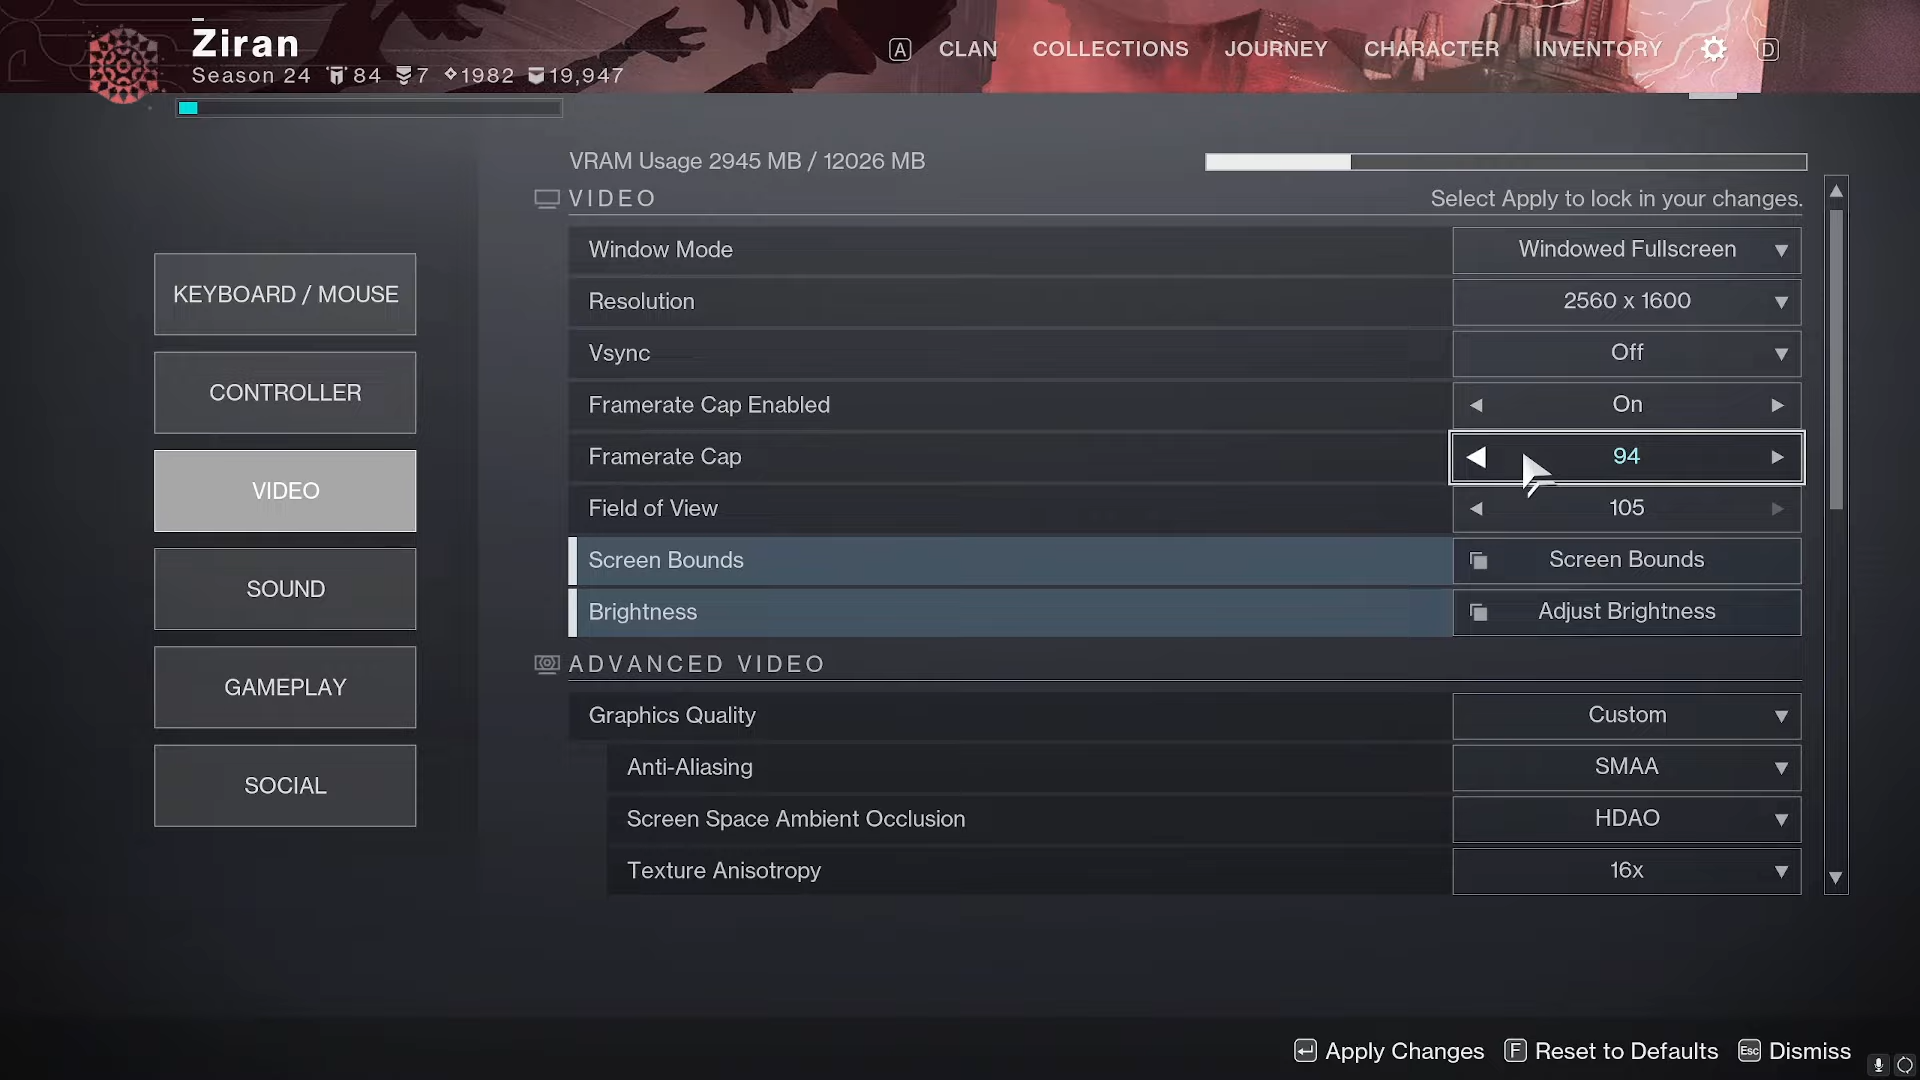 Ziran
Season 24 84 7 1982 19,947
A CLAN COLLECTIONS JOURNEY CHARACTER INVENTORY D
VRAM Usage 2945 MB / 12026 MB
VIDEO Select Apply to lock in your changes.
Window Mode Windowed Fullscreen
Resolution 2560 x 1600
Vsync Off
Framerate Cap Enabled On
Framerate Cap 94
Field of View 105
Screen Bounds Screen Bounds
Brightness Adjust Brightness
ADVANCED VIDEO
Graphics Quality Custom
Anti-Aliasing SMAA
Screen Space Ambient Occlusion HDAO
Texture Anisotropy 16x
KEYBOARD / MOUSE
CONTROLLER
VIDEO
SOUND
GAMEPLAY
SOCIAL
Apply Changes F Reset to Defaults Esc Dismiss